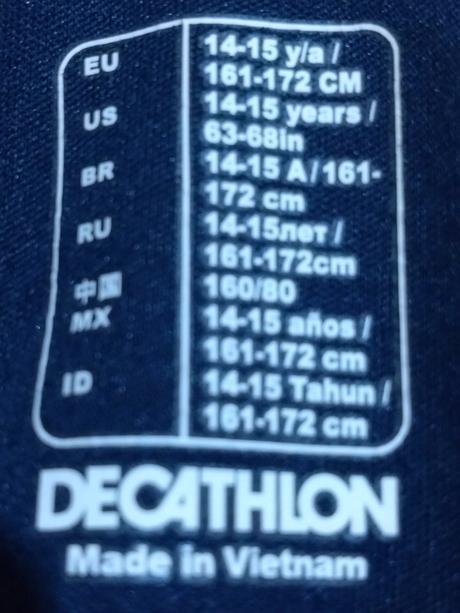 EU 14-15 y/a /
161-172 CM
US 14-15 years /
63-68in
BR 14-15 A/161-
172 cm
RU 14-15лет /
161-172cm
中国 160/80
MX 14-15 años /
161-172 cm
ID 14-15 Tahun /
161-172 cm
DECATHLON
Made in Vietnam